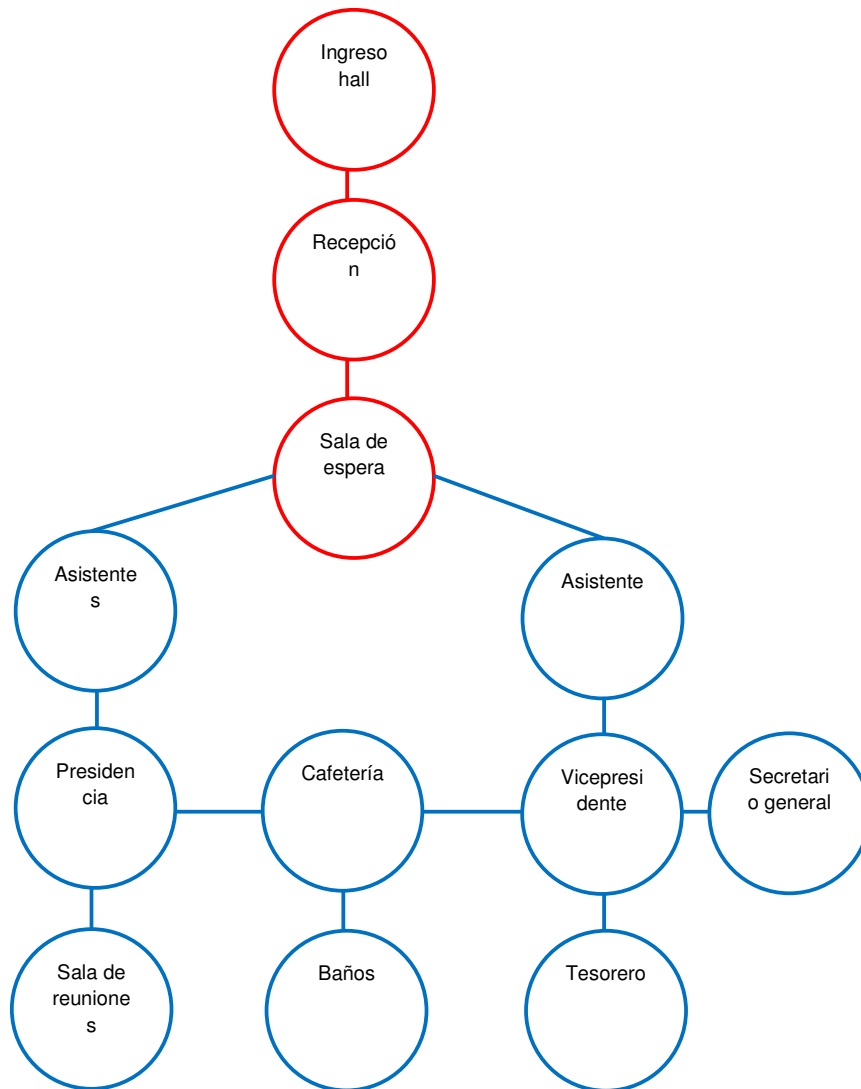 Ingreso
hall
Recepció
n
Sala de
espera
Asistente
s
Asistente
Presiden
cia
Cafetería
Vicepresi
dente
Secretari
o general
Sala de
reunione
s
Baños
Tesorero